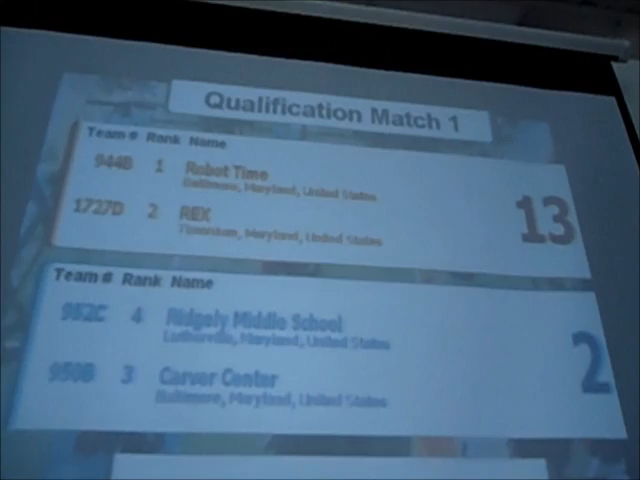 Qualification Match 1
Team # Rank Name
944B 1 Robot Time
Baltimore, Maryland, United States
1727D 2 REX
Maryland, United States
13
Team # Rank Name
4 Ridgely Middle School
Lutherville, Maryland, United States
3 Carver Center
Baltimore, Maryland, United States
2